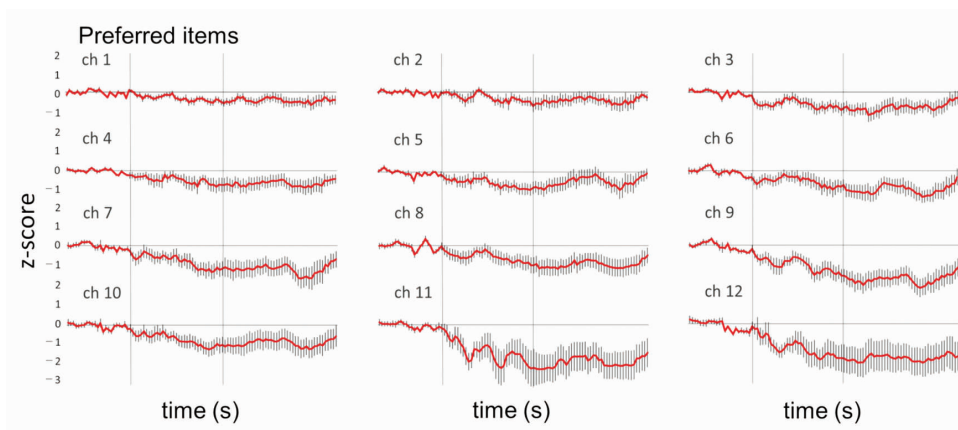 Preferred items
z-score
2
ch 1 ch 2 ch 3
1
0
−1
2
ch 4 ch 5 ch 6
1
0
−1
2
ch 7 ch 8 ch 9
1
0
−1
2
ch 10 ch 11 ch 12
1
0
−1
−2
−3
time (s) time (s) time (s)